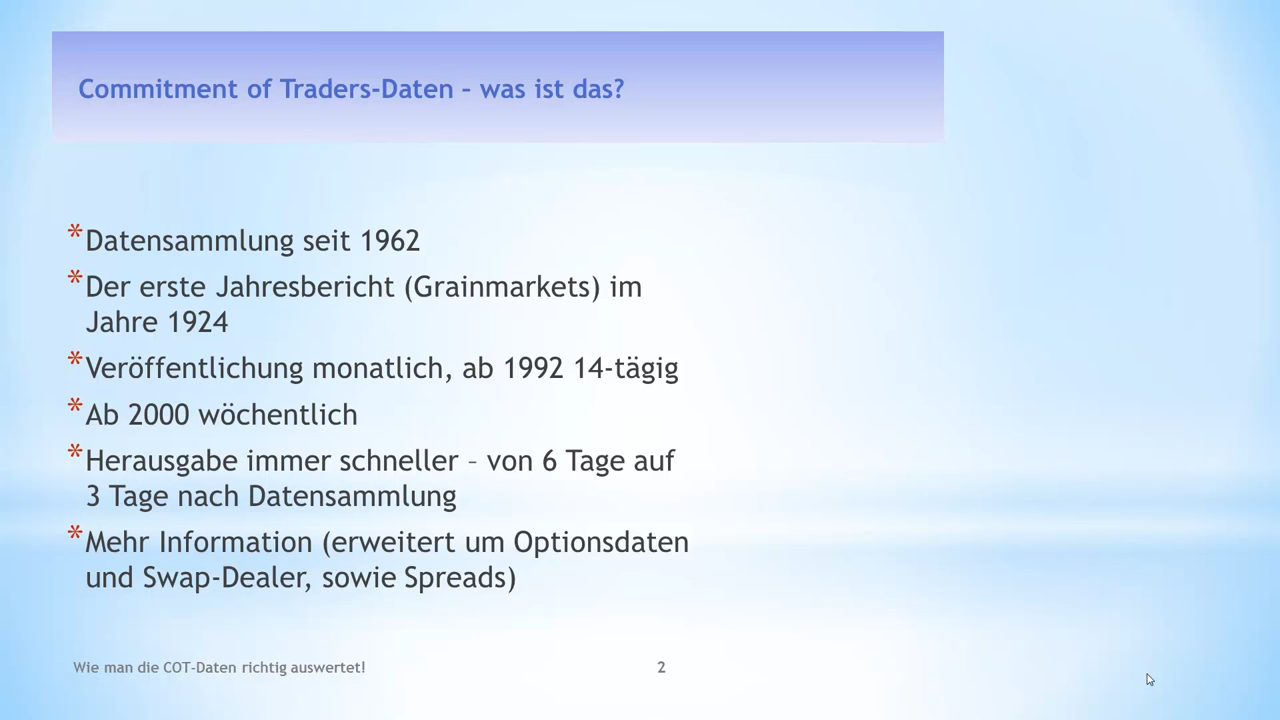 Commitment of Traders-Daten – was ist das?
* Datensammlung seit 1962
* Der erste Jahresbericht (Grainmarkets) im
Jahre 1924
* Veröffentlichung monatlich, ab 1992 14-tägig
* Ab 2000 wöchentlich
* Herausgabe immer schneller – von 6 Tage auf
3 Tage nach Datensammlung
* Mehr Information (erweitert um Optionsdaten
und Swap-Dealer, sowie Spreads)
Wie man die COT-Daten richtig auswertet!
2